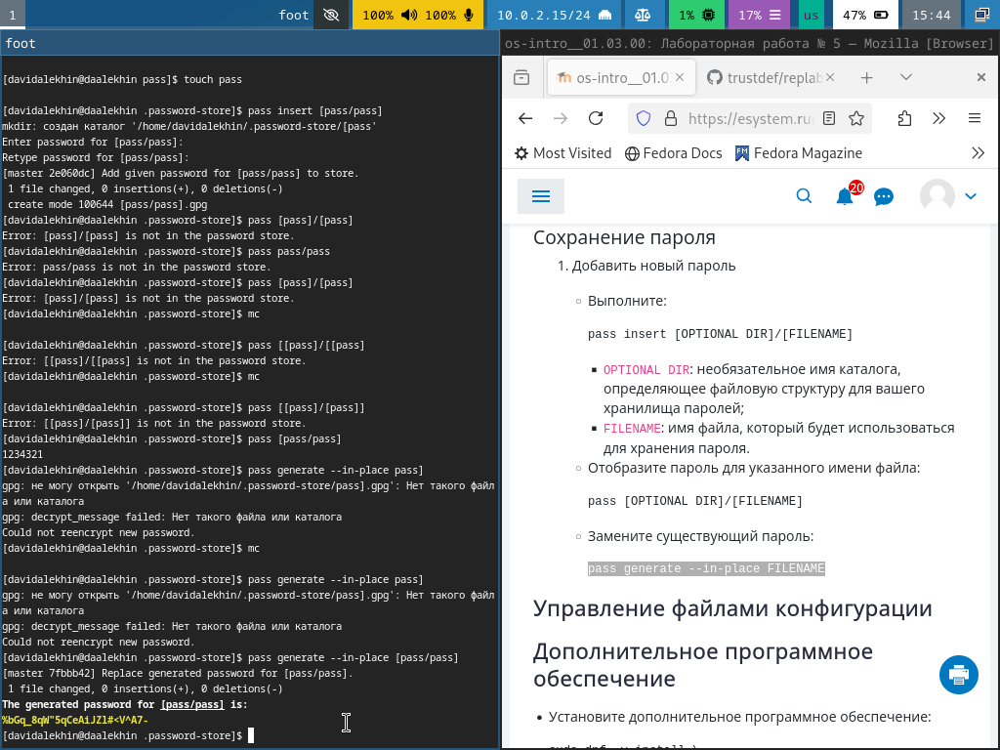 1
foot
100% 100%
10.0.2.15/24
1%
17%
us
47%
15:44
foot
[davidalekhin@daalekhin pass]$ touch pass
[davidalekhin@daalekhin .password-store]$ pass insert [pass/pass]
mkdir: создан каталог '/home/davidalekhin/.password-store/[pass'
Enter password for [pass/pass]:
Retype password for [pass/pass]:
[master 2e060dc] Add given password for [pass/pass] to store.
1 file changed, 0 insertions(+), 0 deletions(-)
create mode 100644 [pass/pass].gpg
[davidalekhin@daalekhin .password-store]$ pass [pass]/[pass]
Error: [pass]/[pass] is not in the password store.
[davidalekhin@daalekhin .password-store]$ pass pass/pass
Error: pass/pass is not in the password store.
[davidalekhin@daalekhin .password-store]$ pass [pass]/[pass]
Error: [pass]/[pass] is not in the password store.
[davidalekhin@daalekhin .password-store]$ mc
[davidalekhin@daalekhin .password-store]$ pass [[pass]/[[pass]
Error: [[pass]/[[pass] is not in the password store.
[davidalekhin@daalekhin .password-store]$ mc
[davidalekhin@daalekhin .password-store]$ pass [[pass]/[pass]]
Error: [[pass]/[pass]] is not in the password store.
[davidalekhin@daalekhin .password-store]$ pass [pass/pass]
1234321
[davidalekhin@daalekhin .password-store]$ pass generate --in-place pass]
gpg: не могу открыть '/home/davidalekhin/.password-store/pass].gpg': Нет такого файл
а или каталога
gpg: decrypt_message failed: Нет такого файла или каталога
Could not reencrypt new password.
[davidalekhin@daalekhin .password-store]$ mc
[davidalekhin@daalekhin .password-store]$ pass generate --in-place pass]
gpg: не могу открыть '/home/davidalekhin/.password-store/pass].gpg': Нет такого файл
а или каталога
gpg: decrypt_message failed: Нет такого файла или каталога
Could not reencrypt new password.
[davidalekhin@daalekhin .password-store]$ pass generate --in-place [pass/pass]
[master 7fbbb42] Replace generated password for [pass/pass].
1 file changed, 0 insertions(+), 0 deletions(-)
The generated password for [pass/pass] is:
%bGq_8qW"5qCeAiJZl#<V^A7-
[davidalekhin@daalekhin .password-store]$
os-intro__01.03.00: Лабораторная работа № 5 — Mozilla [Browser]
os-intro__01.0
trustdef/replab
https://esystem.ru
Most Visited
Fedora Docs
Fedora Magazine
20
Сохранение пароля
1. Добавить новый пароль
Выполните:
pass insert [OPTIONAL DIR]/[FILENAME]
OPTIONAL DIR: необязательное имя каталога,
определяющее файловую структуру для вашего
хранилища паролей;
FILENAME: имя файла, который будет использоваться
для хранения пароля.
Отобразите пароль для указанного имени файла:
pass [OPTIONAL DIR]/[FILENAME]
Замените существующий пароль:
pass generate --in-place FILENAME
Управление файлами конфигурации
Дополнительное программное
обеспечение
Установите дополнительное программное обеспечение: